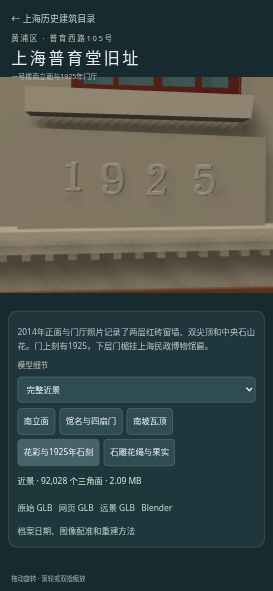 ← 上海历史建筑目录
黄浦区 · 普育西路105号
上海普育堂旧址
一号楼南立面与1925年门厅
1925
2014年正面与门厅照片记录了两层红砖窗墙、双尖顶和中央石山
花。门上刻有1925，下层门楣挂上海民政博物馆匾。
模型细节
完整近景
南立面 馆名与四扇门 南坡瓦顶
花彩与1925年石刻 石雕花绳与果实
近景 · 92,028 个三角面 · 2.09 MB
原始 GLB 网页 GLB 远景 GLB Blender
档案日期、图像配准和重建方法
拖动旋转 · 滚轮或双指缩放